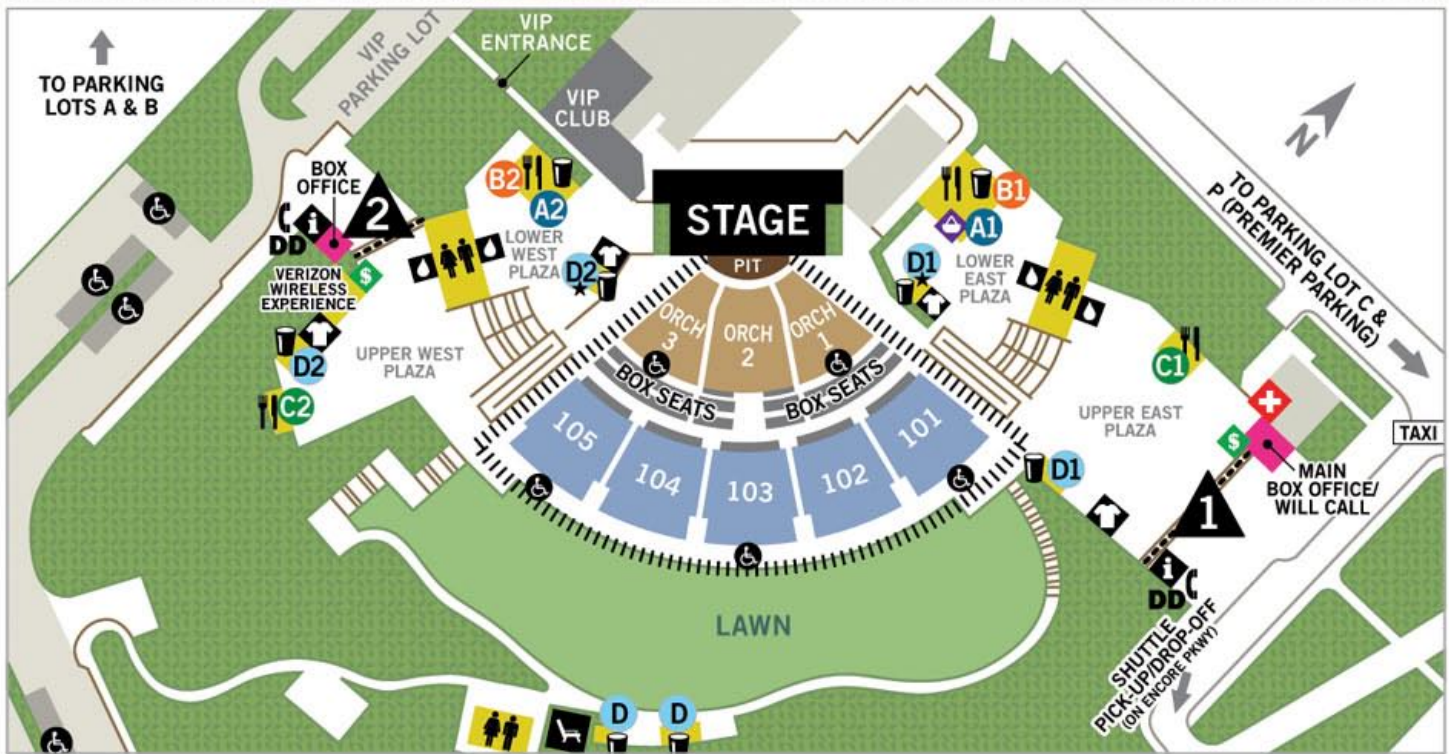 TO PARKING
LOTS A & B
VIP
PARKING LOT
VIP
ENTRANCE
VIP
CLUB
N
TO PARKING LOT C &
P (PREMIER PARKING)
BOX
OFFICE
2
i
DD
$
VERIZON
WIRELESS
EXPERIENCE
B2
A2
LOWER
WEST
PLAZA
D2
STAGE
PIT
B1
A1
D1
LOWER
EAST
PLAZA
ORCH
3
ORCH
2
ORCH
1
BOX SEATS
BOX SEATS
D2
C2
UPPER WEST
PLAZA
C1
UPPER EAST
PLAZA
TAXI
$
MAIN
BOX OFFICE/
WILL CALL
105
104
103
102
101
D1
1
i
DD
SHUTTLE
PICK-UP/DROP-OFF
(ON ENCORE PKWY)
LAWN
D
D